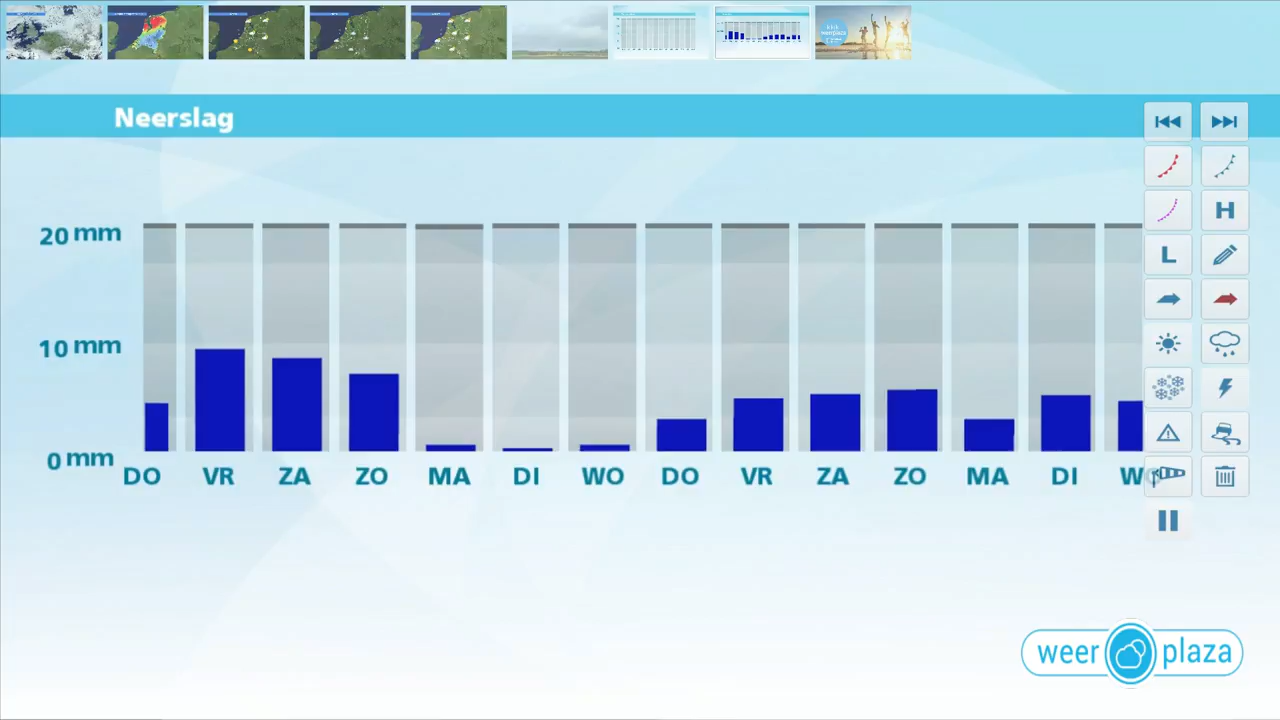 Neerslag
20 mm
10 mm
0 mm
DO VR ZA ZO MA DI WO DO VR ZA ZO MA DI
H
L
weer plaza